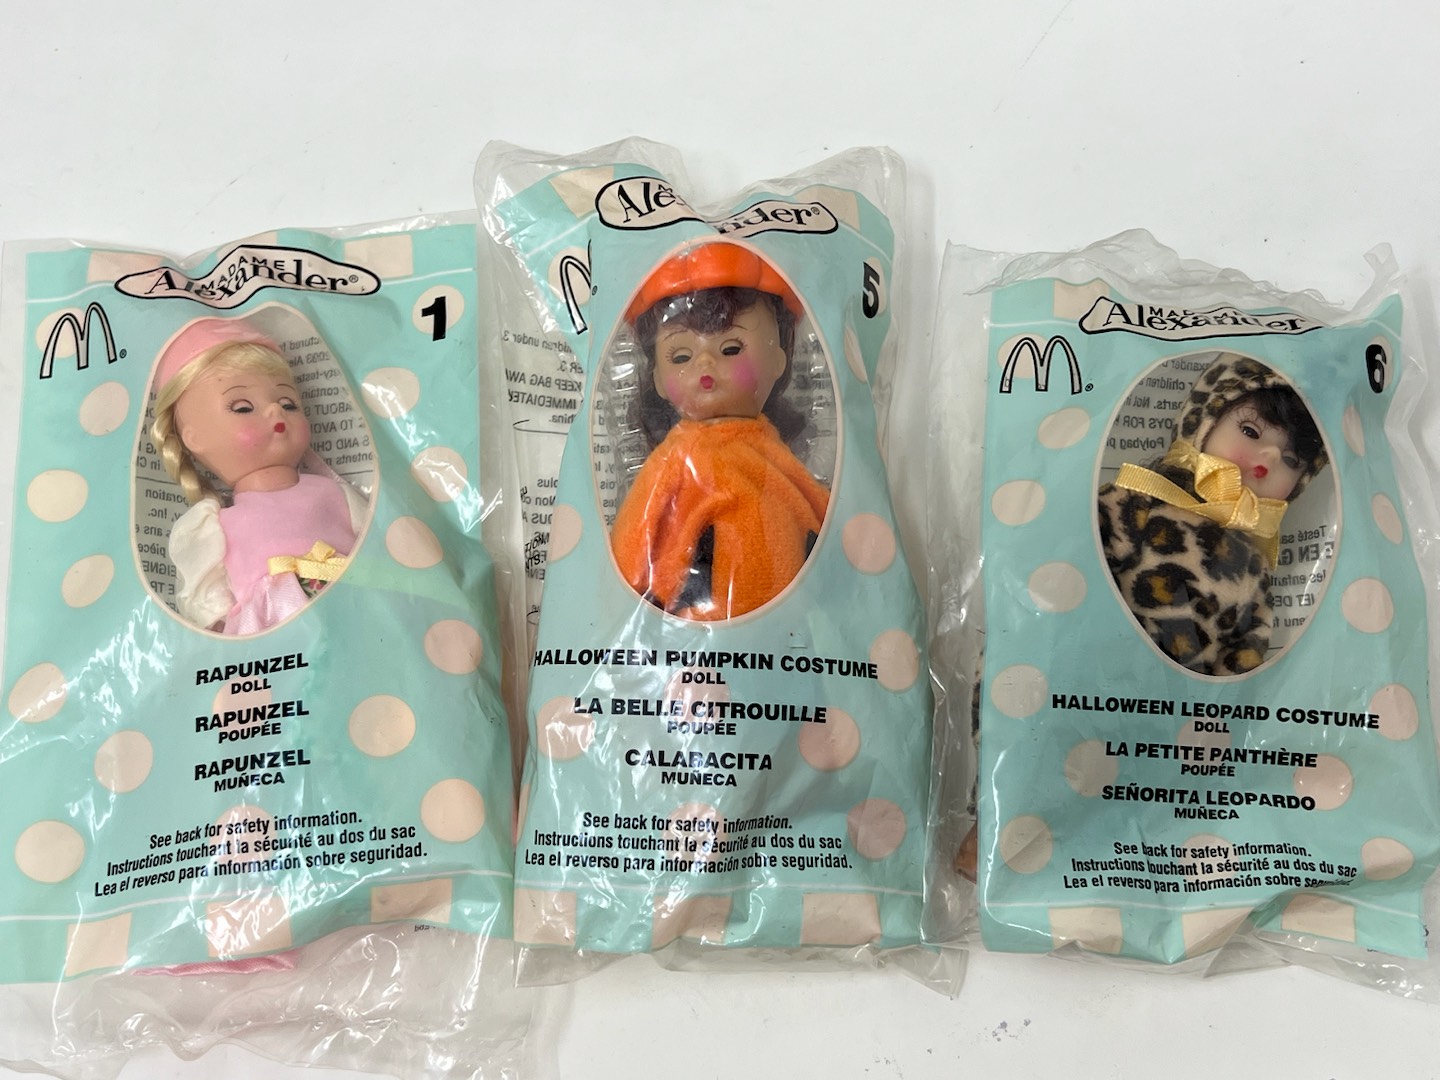 MADAME
Alexander®
M®
1
RAPUNZEL
DOLL
RAPUNZEL
POUPÉE
RAPUNZEL
MUÑECA
See back for safety information.
Instructions touchant la sécurité au dos du sac
Lea el reverso para información sobre seguridad.
Alexander®
5
HALLOWEEN PUMPKIN COSTUME
DOLL
LA BELLE CITROUILLE
POUPÉE
CALABACITA
MUÑECA
See back for safety information.
Instructions touchant la sécurité au dos du sac
Lea el reverso para información sobre seguridad.
MADAME
Alexander
M®
6
HALLOWEEN LEOPARD COSTUME
DOLL
LA PETITE PANTHÈRE
POUPÉE
SEÑORITA LEOPARDO
MUÑECA
See back for safety information.
Instructions touchant la sécurité au dos du sac
Lea el reverso para información sobre seguridad.